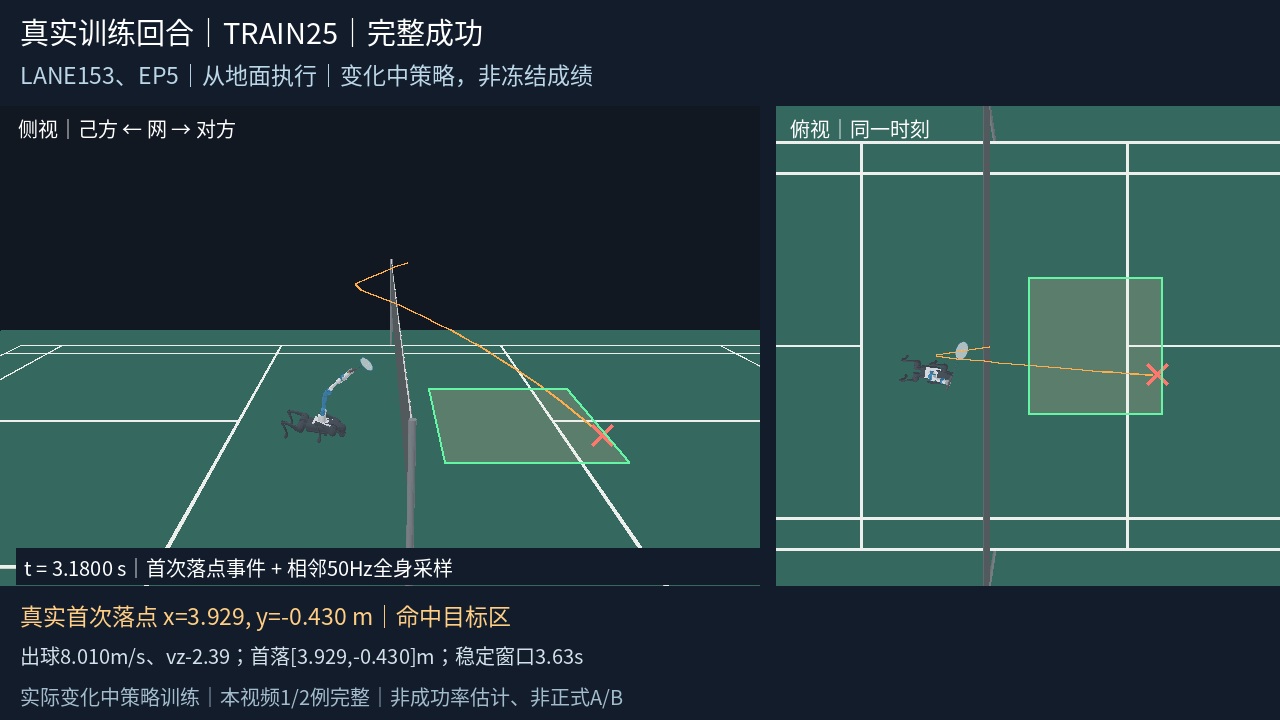 真实训练回合｜TRAIN25｜完整成功
LANE153、EP5｜从地面执行｜变化中策略，非冻结成绩
侧视｜己方 ← 网 → 对方
俯视｜同一时刻
t = 3.1800 s｜首次落点事件 + 相邻50Hz全身采样
真实首次落点 x=3.929, y=-0.430 m｜命中目标区
出球8.010m/s、vz-2.39；首落[3.929,-0.430]m；稳定窗口3.63s
实际变化中策略训练｜本视频1/2例完整｜非成功率估计、非正式A/B